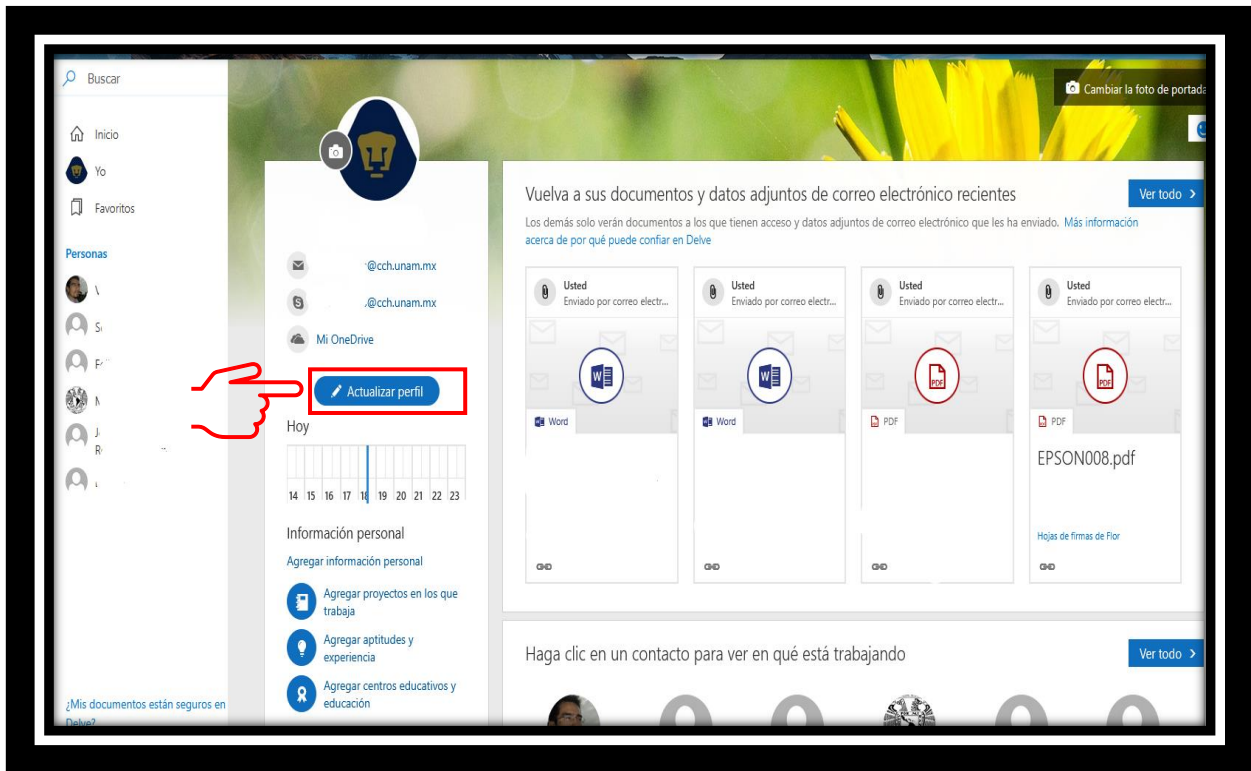 Buscar
Cambiar la foto de portada
Inicio
Yo
Favoritos
Personas
@cch.unam.mx
@cch.unam.mx
Mi OneDrive
Actualizar perfil
Hoy
14 15 16 17 18 19 20 21 22 23
Información personal
Agregar información personal
Agregar proyectos en los que
trabaja
Agregar aptitudes y
experiencia
Agregar centros educativos y
educación
¿Mis documentos están seguros en
Delve?
Vuelva a sus documentos y datos adjuntos de correo electrónico recientes
Ver todo
Los demás solo verán documentos a los que tienen acceso y datos adjuntos de correo electrónico que les ha enviado. Más información
acerca de por qué puede confiar en Delve
Usted
Enviado por correo electr...
W
Word
Usted
Enviado por correo electr...
W
Word
Usted
Enviado por correo electr...
PDF
PDF
Usted
Enviado por correo electr...
PDF
PDF
EPSON008.pdf
Hojas de firmas de Flor
Haga clic en un contacto para ver en qué está trabajando
Ver todo